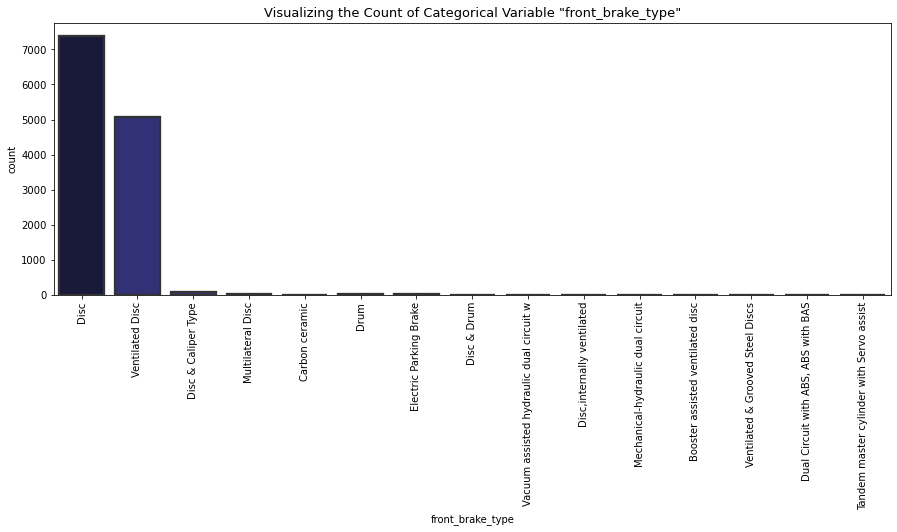 Visualizing the Count of Categorical Variable "front_brake_type"
count
7000
6000
5000
4000
3000
2000
1000
0
Disc
Ventilated Disc
Disc & Caliper Type
Multilateral Disc
Carbon ceramic
Drum
Electric Parking Brake
Disc & Drum
Vacuum assisted hydraulic dual circuit w
Disc,internally ventilated
Mechanical-hydraulic dual circuit
Booster assisted ventilated disc
Ventilated & Grooved Steel Discs
Dual Circuit with ABS, ABS with BAS
Tandem master cylinder with Servo assist
front_brake_type